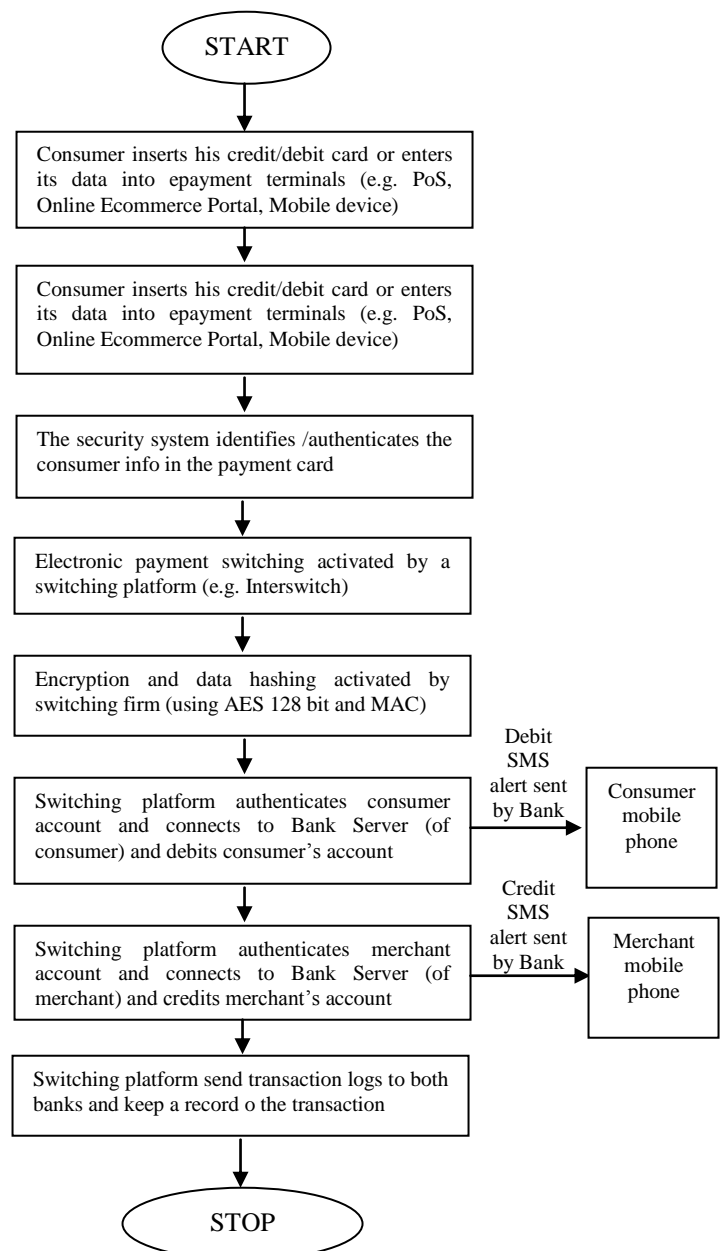 START
Consumer inserts his credit/debit card or enters
its data into epayment terminals (e.g. PoS,
Online Ecommerce Portal, Mobile device)
Consumer inserts his credit/debit card or enters
its data into epayment terminals (e.g. PoS,
Online Ecommerce Portal, Mobile device)
The security system identifies /authenticates the
consumer info in the payment card
Electronic payment switching activated by a
switching platform (e.g. Interswitch)
Encryption and data hashing activated by
switching firm (using AES 128 bit and MAC)
Switching platform authenticates consumer
account and connects to Bank Server (of
consumer) and debits consumer’s account
Debit
SMS
alert sent
by Bank
Consumer
mobile
phone
Switching platform authenticates merchant
account and connects to Bank Server (of
merchant) and credits merchant’s account
Credit
SMS
alert sent
by Bank
Merchant
mobile
phone
Switching platform send transaction logs to both
banks and keep a record o the transaction
STOP